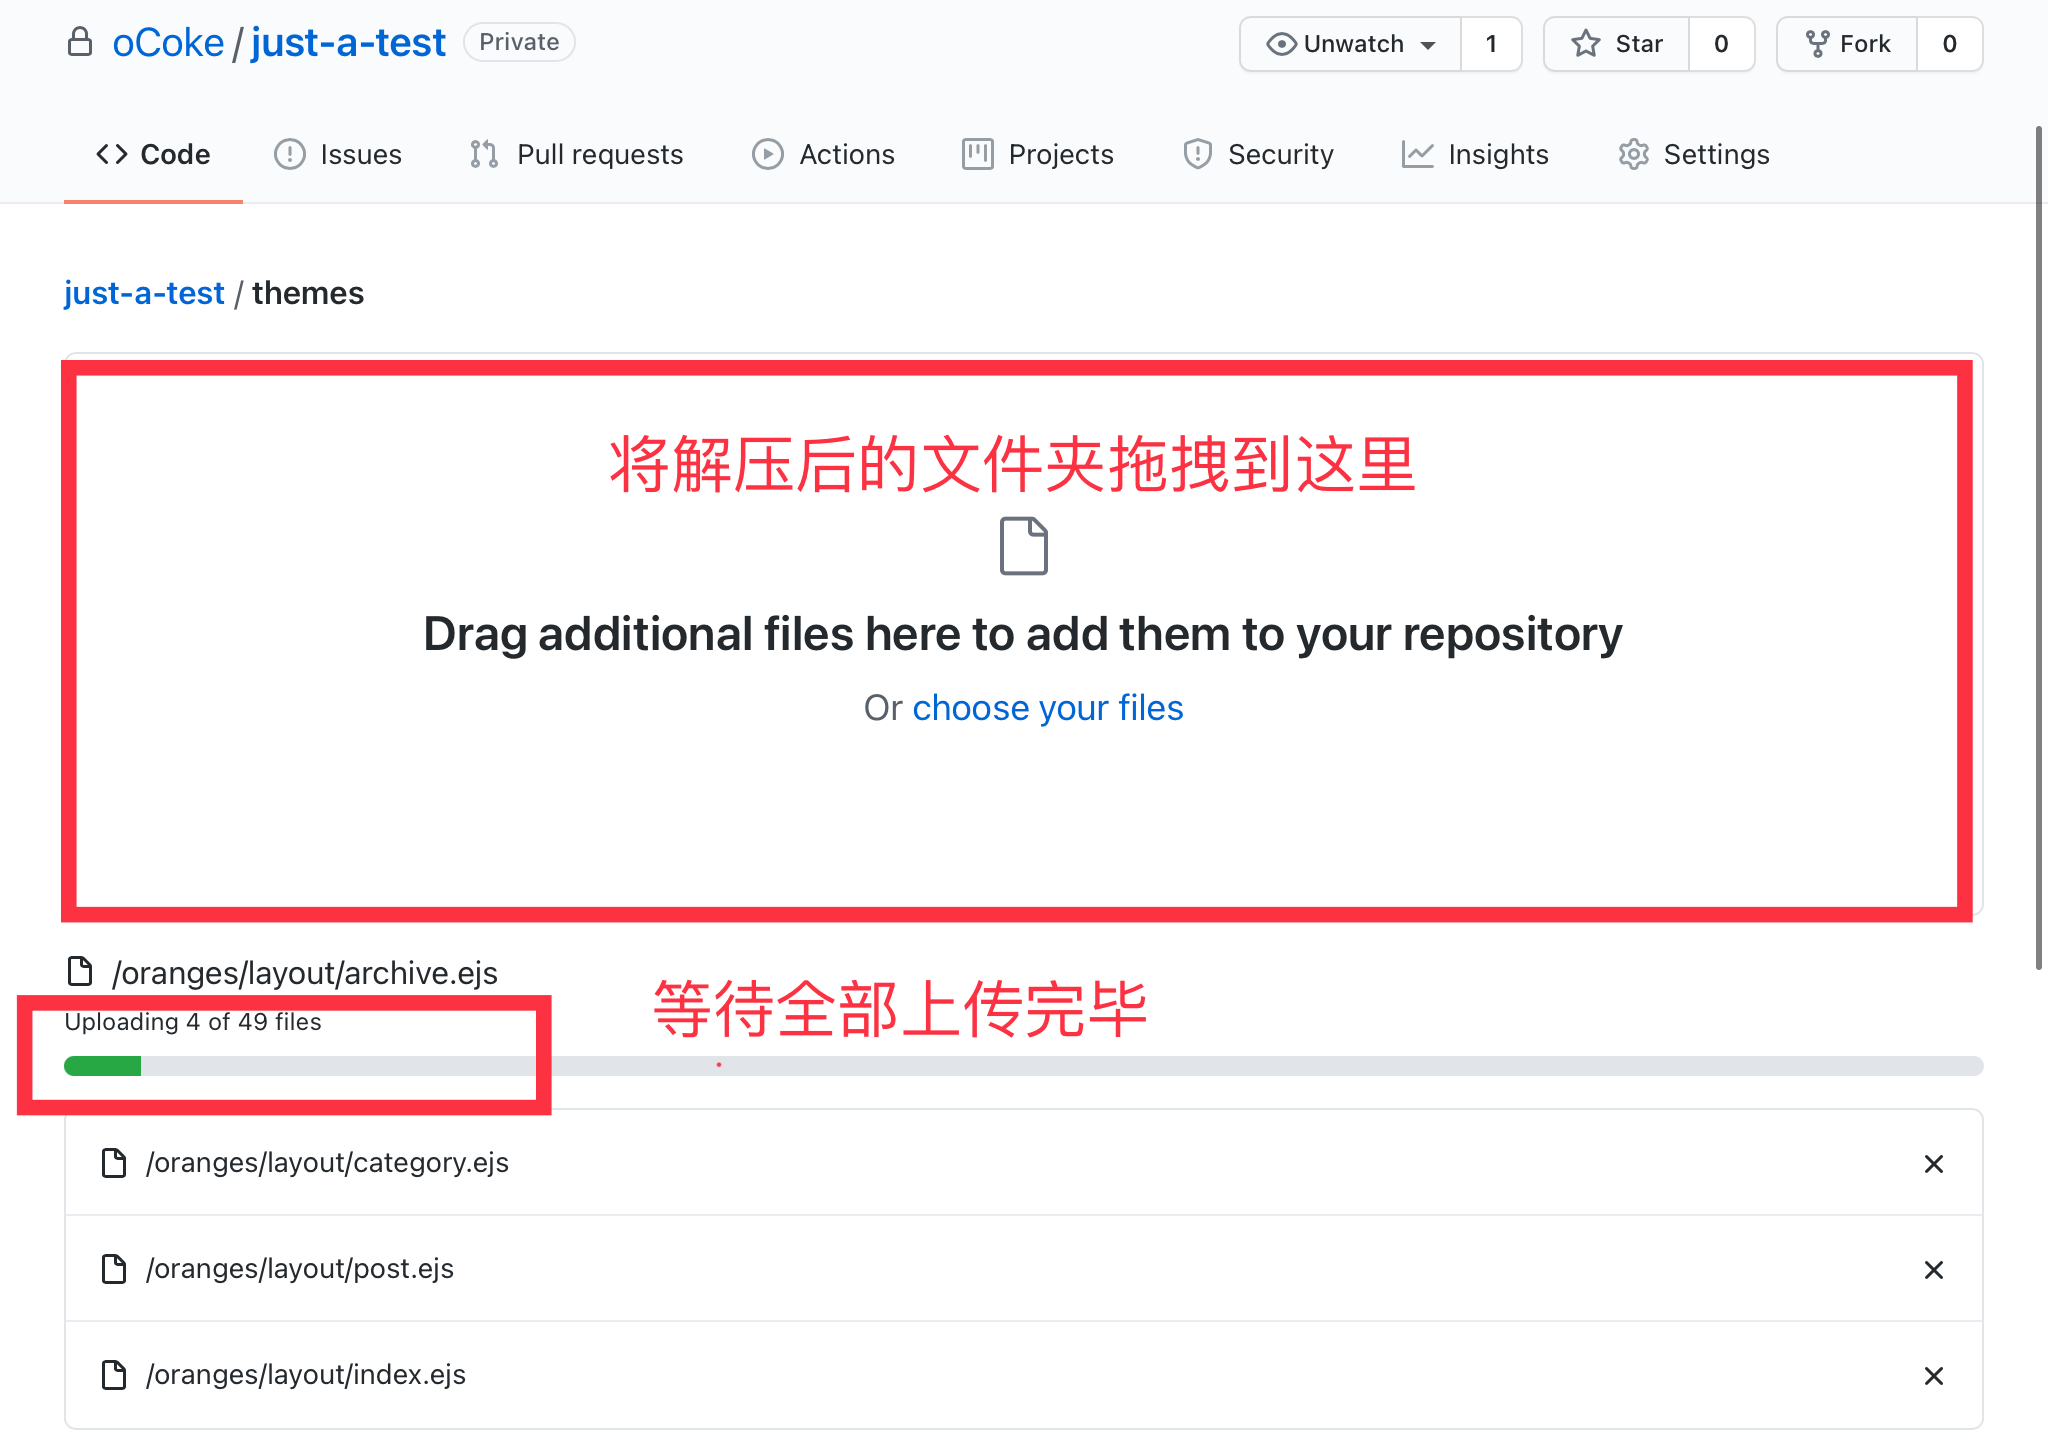 oCoke / just-a-test Private Unwatch 1 Star 0 Fork 0
Code Issues Pull requests Actions Projects Security Insights Settings
just-a-test / themes
将解压后的文件夹拖拽到这里
Drag additional files here to add them to your repository
Or choose your files
/oranges/layout/archive.ejs
等待全部上传完毕
Uploading 4 of 49 files
/oranges/layout/category.ejs
/oranges/layout/post.ejs
/oranges/layout/index.ejs